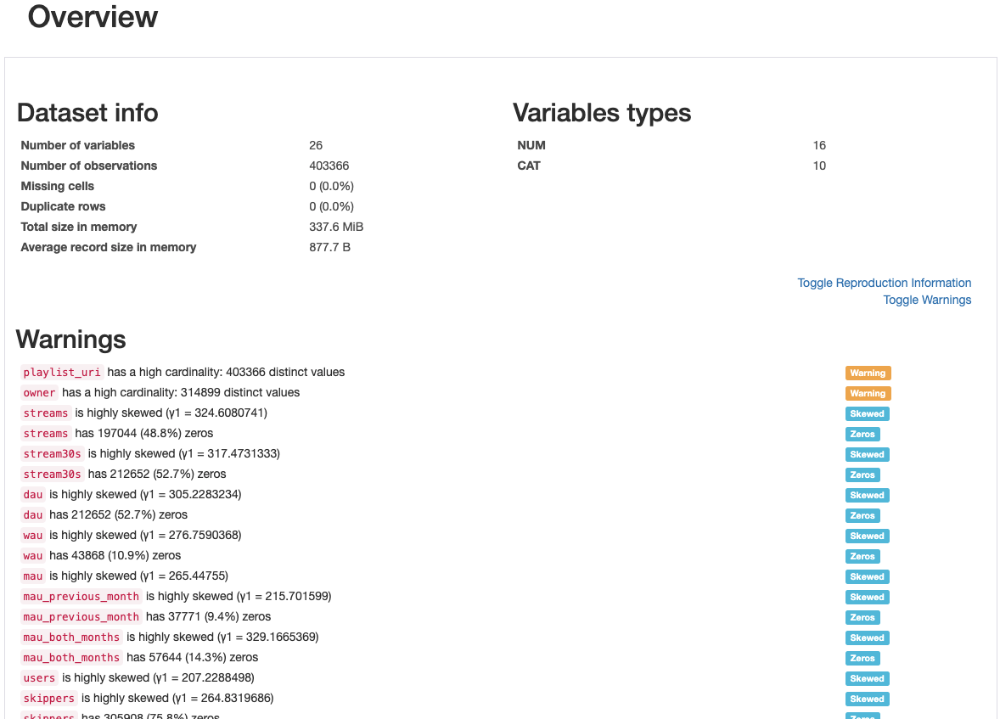 Overview
Dataset info
Number of variables 26
Number of observations 403366
Missing cells 0 (0.0%)
Duplicate rows 0 (0.0%)
Total size in memory 337.6 MiB
Average record size in memory 877.7 B
Variables types
NUM 16
CAT 10
Toggle Reproduction Information
Toggle Warnings
Warnings
playlist_uri has a high cardinality: 403366 distinct values Warning
owner has a high cardinality: 314899 distinct values Warning
streams is highly skewed (γ1 = 324.6080741) Skewed
streams has 197044 (48.8%) zeros Zeros
stream30s is highly skewed (γ1 = 317.4731333) Skewed
stream30s has 212652 (52.7%) zeros Zeros
dau is highly skewed (γ1 = 305.2283234) Skewed
dau has 212652 (52.7%) zeros Zeros
wau is highly skewed (γ1 = 276.7590368) Skewed
wau has 43868 (10.9%) zeros Zeros
mau is highly skewed (γ1 = 265.44755) Skewed
mau_previous_month is highly skewed (γ1 = 215.701599) Skewed
mau_previous_month has 37771 (9.4%) zeros Zeros
mau_both_months is highly skewed (γ1 = 329.1665369) Skewed
mau_both_months has 57644 (14.3%) zeros Zeros
users is highly skewed (γ1 = 207.2288498) Skewed
skippers is highly skewed (γ1 = 264.8319686) Skewed
skippers has 305908 (75.8%) zeros Zeros